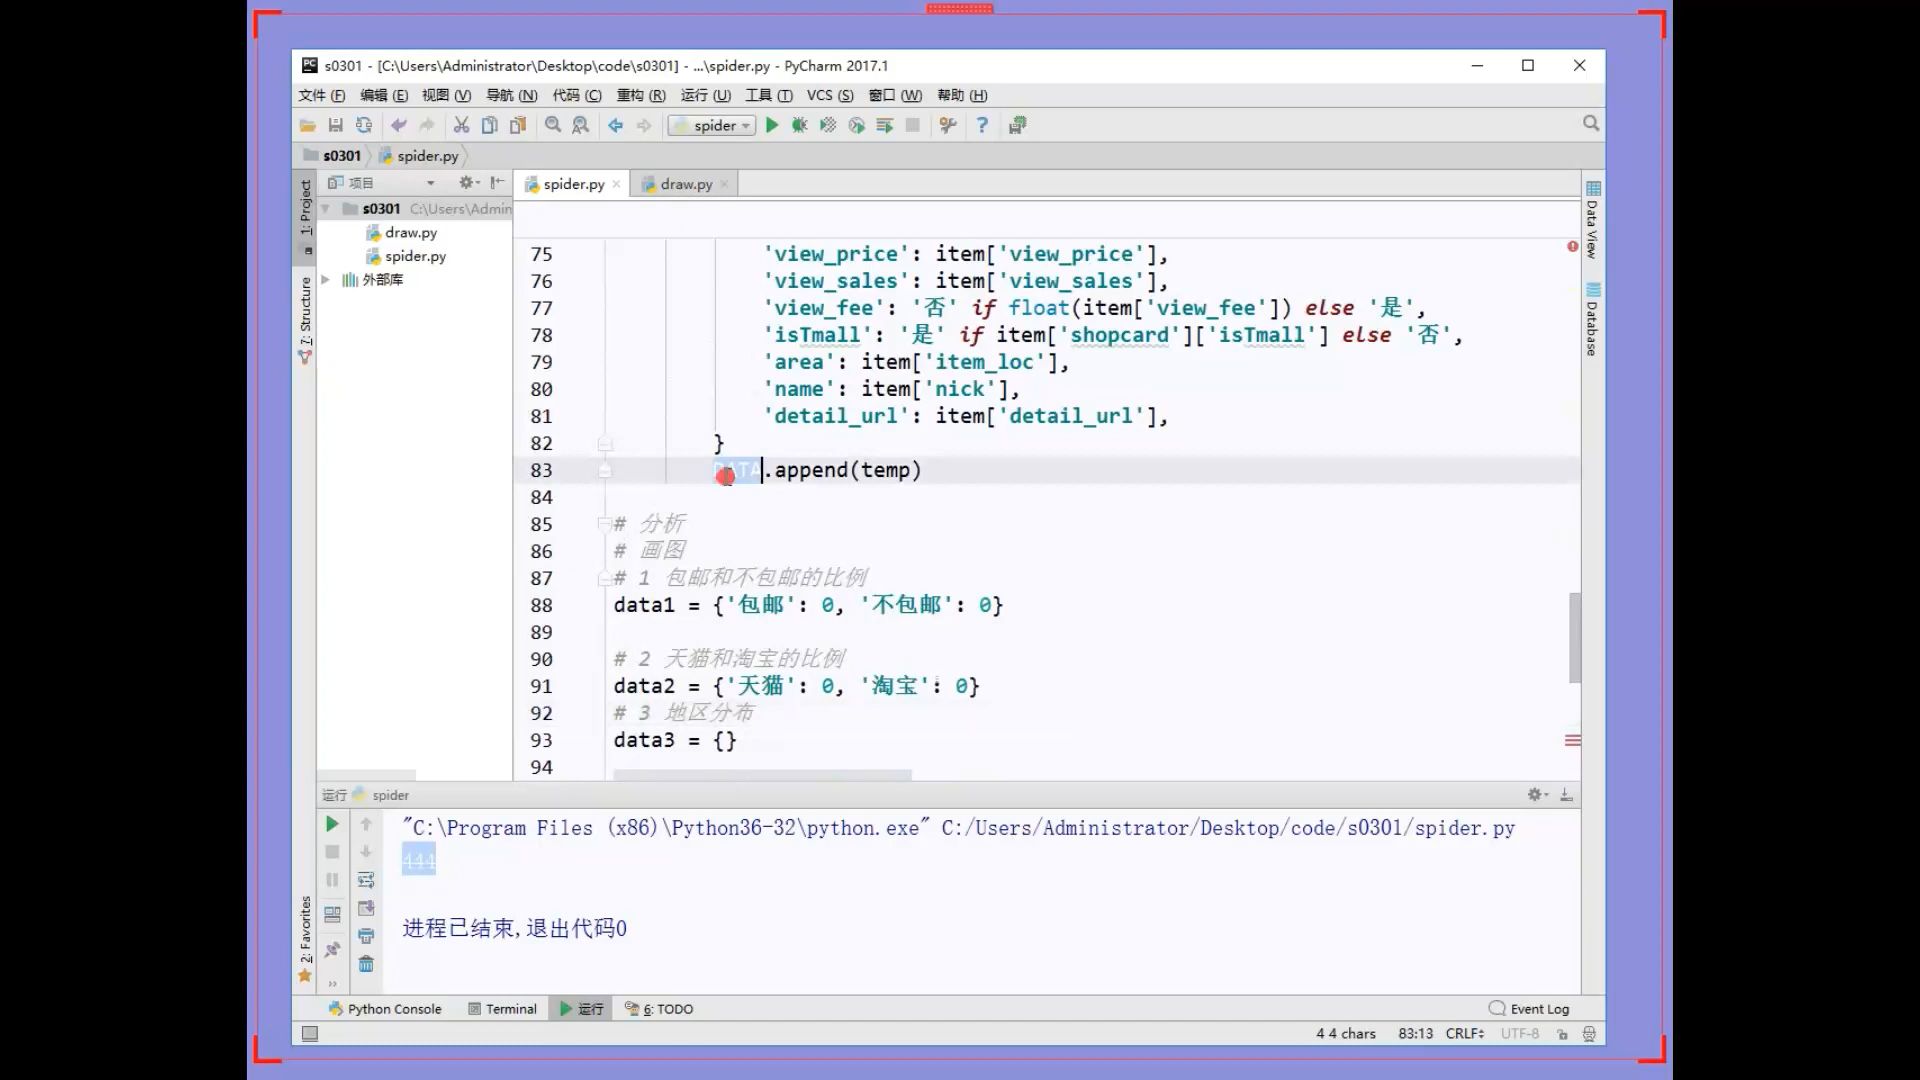 s0301 - [C:\Users\Administrator\Desktop\code\s0301] - ...\spider.py - PyCharm 2017.1
文件 (F) 编辑 (E) 视图 (V) 导航 (N) 代码 (C) 重构 (R) 运行 (U) 工具 (T) VCS (S) 窗口 (W) 帮助 (H)
spider
s0301 spider.py
项目
spider.py
draw.py
1: Project
7: Structure
2: Favorites
s0301 C:\Users\Admin
draw.py
spider.py
外部库
75 'view_price': item['view_price'],
76 'view_sales': item['view_sales'],
77 'view_fee': '否' if float(item['view_fee']) else '是',
78 'isTmall': '是' if item['shopcard']['isTmall'] else '否',
79 'area': item['item_loc'],
80 'name': item['nick'],
81 'detail_url': item['detail_url'],
82 }
83 DATA.append(temp)
84
85 # 分析
86 # 画图
87 # 1 包邮和不包邮的比例
88 data1 = {'包邮': 0, '不包邮': 0}
89
90 # 2 天猫和淘宝的比例
91 data2 = {'天猫': 0, '淘宝': 0}
92 # 3 地区分布
93 data3 = {}
94
Data View
Database
运行 spider
"C:\Program Files (x86)\Python36-32\python.exe" C:/Users/Administrator/Desktop/code/s0301/spider.py
444
进程已结束,退出代码0
Python Console Terminal 运行 6: TODO Event Log
4 4 chars 83:13 CRLF UTF-8